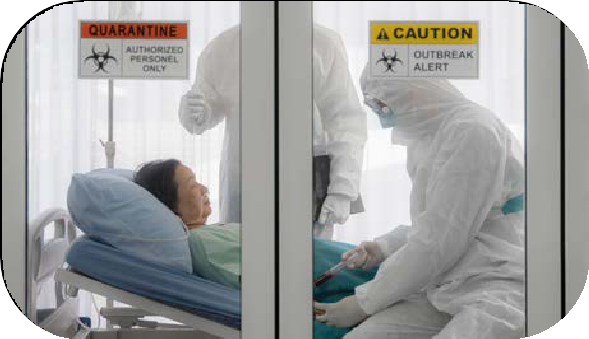 QUARANTINE
AUTHORIZED
PERSONEL
ONLY
CAUTION
OUTBREAK
ALERT